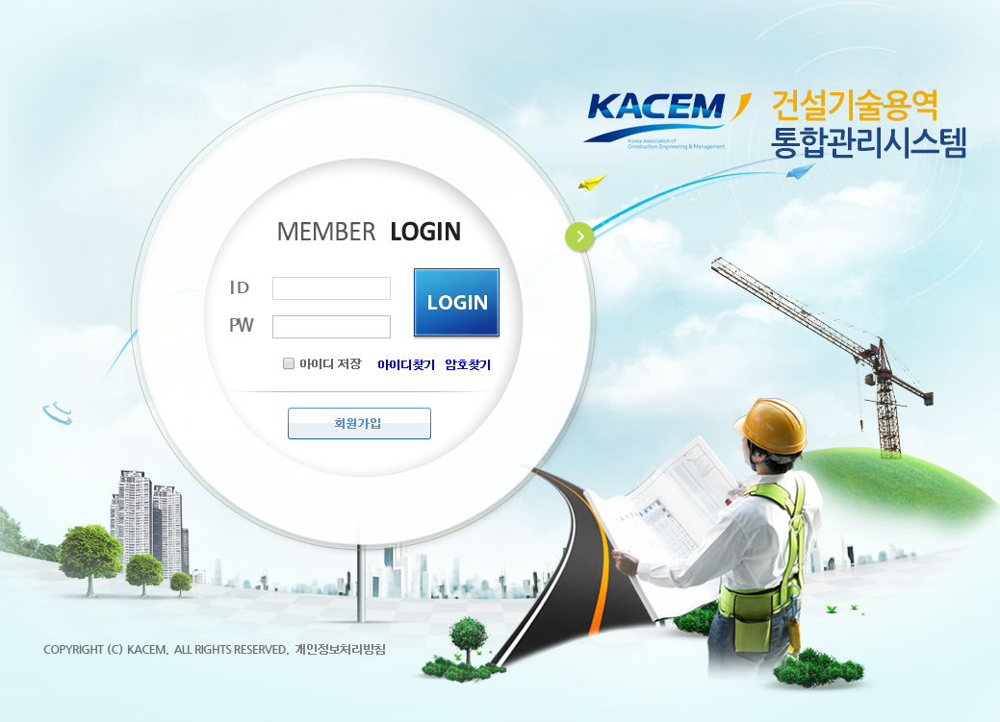 KACEM
Korea Association of
Construction Engineering & Management
건설기술용역
통합관리시스템
MEMBER LOGIN
ID
PW
LOGIN
아이디 저장 아이디찾기 암호찾기
회원가입
COPYRIGHT (C) KACEM. ALL RIGHTS RESERVED. 개인정보처리방침